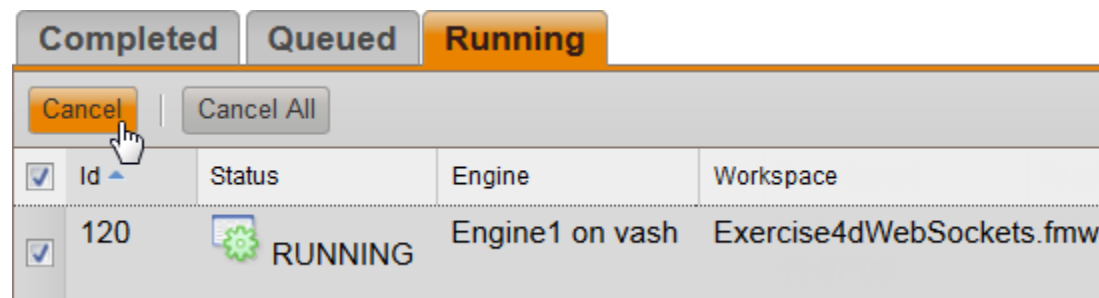 Completed Queued Running
Cancel Cancel All
Id Status Engine Workspace
120 RUNNING Engine1 on vash Exercise4dWebSockets.fmw